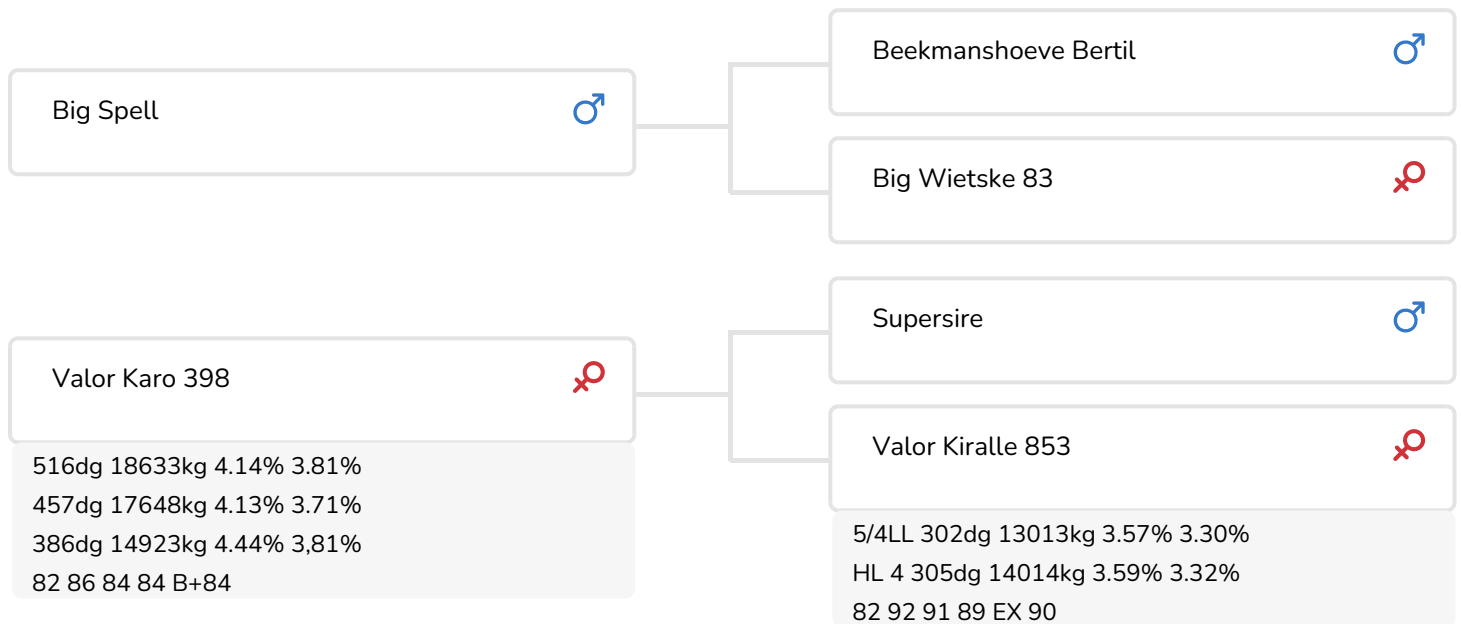 Big Spell
Beekmanshoeve Bertil
Big Wietske 83
Valor Karo 398
516dg 18633kg 4.14% 3.81%
457dg 17648kg 4.13% 3.71%
386dg 14923kg 4.44% 3,81%
82 86 84 84 B+84
Supersire
Valor Kiralle 853
5/4LL 302dg 13013kg 3.57% 3.30%
HL 4 305dg 14014kg 3.59% 3.32%
82 92 91 89 EX 90